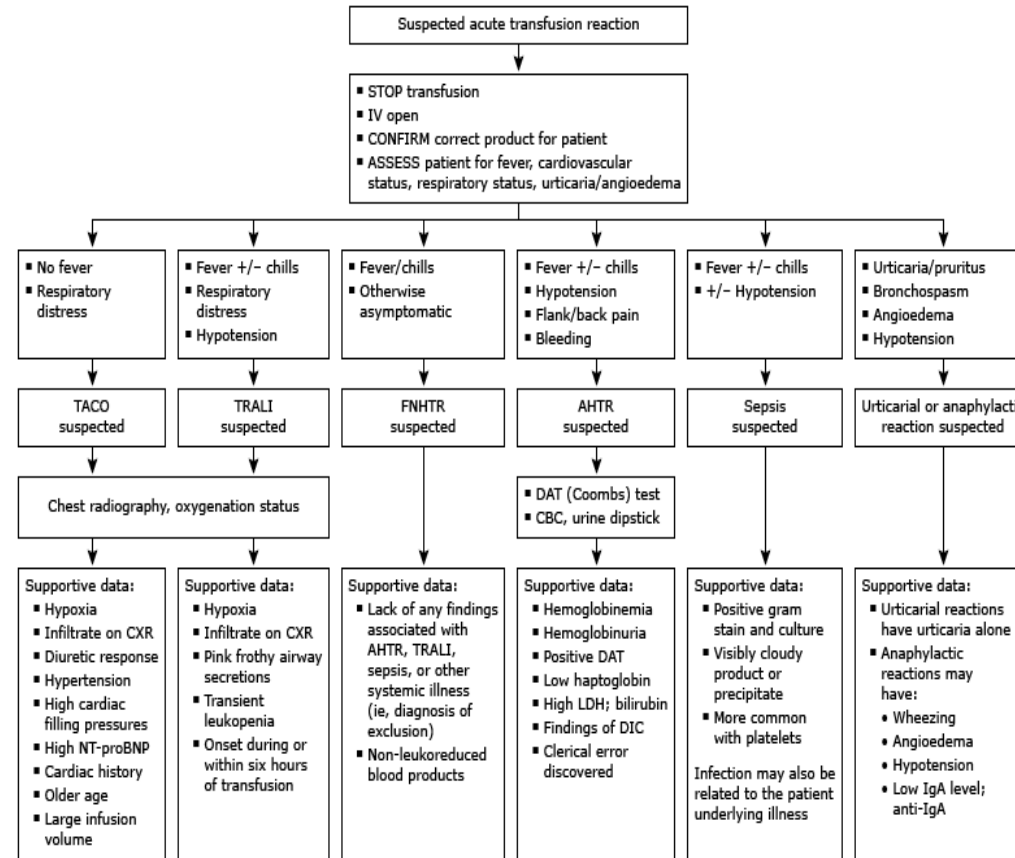 Suspected acute transfusion reaction
▪ STOP transfusion
▪ IV open
▪ CONFIRM correct product for patient
▪ ASSESS patient for fever, cardiovascular
status, respiratory status, urticaria/angioedema
▪ No fever
▪ Respiratory
distress
▪ Fever +/– chills
▪ Respiratory
distress
▪ Hypotension
▪ Fever/chills
▪ Otherwise
asymptomatic
▪ Fever +/– chills
▪ Hypotension
▪ Flank/back pain
▪ Bleeding
▪ Fever +/– chills
▪ +/– Hypotension
▪ Urticaria/pruritus
▪ Bronchospasm
▪ Angioedema
▪ Hypotension
TACO
suspected
TRALI
suspected
FNHTR
suspected
AHTR
suspected
Sepsis
suspected
Urticarial or anaphylacti
reaction suspected
Chest radiography, oxygenation status
▪ DAT (Coombs) test
▪ CBC, urine dipstick
Supportive data:
▪ Hypoxia
▪ Infiltrate on CXR
▪ Diuretic response
▪ Hypertension
▪ High cardiac
filling pressures
▪ High NT-proBNP
▪ Cardiac history
▪ Older age
▪ Large infusion
volume
Supportive data:
▪ Hypoxia
▪ Infiltrate on CXR
▪ Pink frothy airway
secretions
▪ Transient
leukopenia
▪ Onset during or
within six hours
of transfusion
Supportive data:
▪ Lack of any findings
associated with
AHTR, TRALI,
sepsis, or other
systemic illness
(ie, diagnosis of
exclusion)
▪ Non-leukoreduced
blood products
Supportive data:
▪ Hemoglobinemia
▪ Hemoglobinuria
▪ Positive DAT
▪ Low haptoglobin
▪ High LDH; bilirubin
▪ Findings of DIC
▪ Clerical error
discovered
Supportive data:
▪ Positive gram
stain and culture
▪ Visibly cloudy
product or
precipitate
▪ More common
with platelets
Infection may also be
related to the patient
underlying illness
Supportive data:
▪ Urticarial reactions
have urticaria alone
▪ Anaphylactic
reactions may
have:
• Wheezing
• Angioedema
• Hypotension
• Low IgA level;
anti-IgA